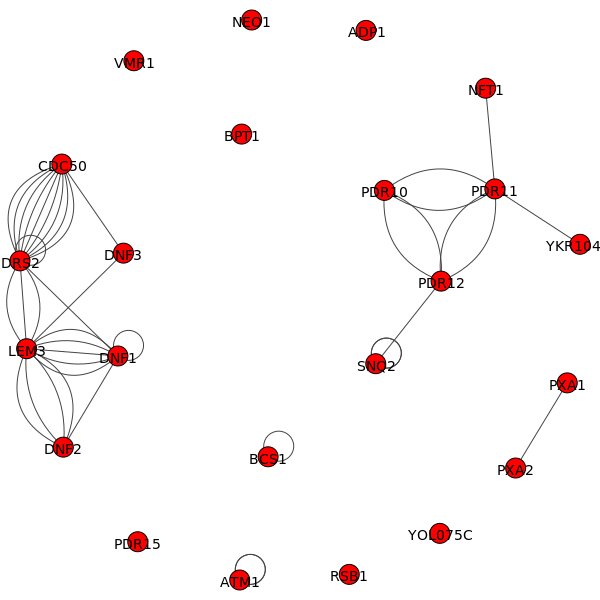 NEO1
ADP1
VMR1
NFT1
BPT1
CDC50
PDR10
PDR11
YKR104
DNF3
DRS2
PDR12
LEM3
DNF1
SNQ2
PXA1
DNF2
BCS1
PXA2
YOL075C
PDR15
RSB1
ATM1